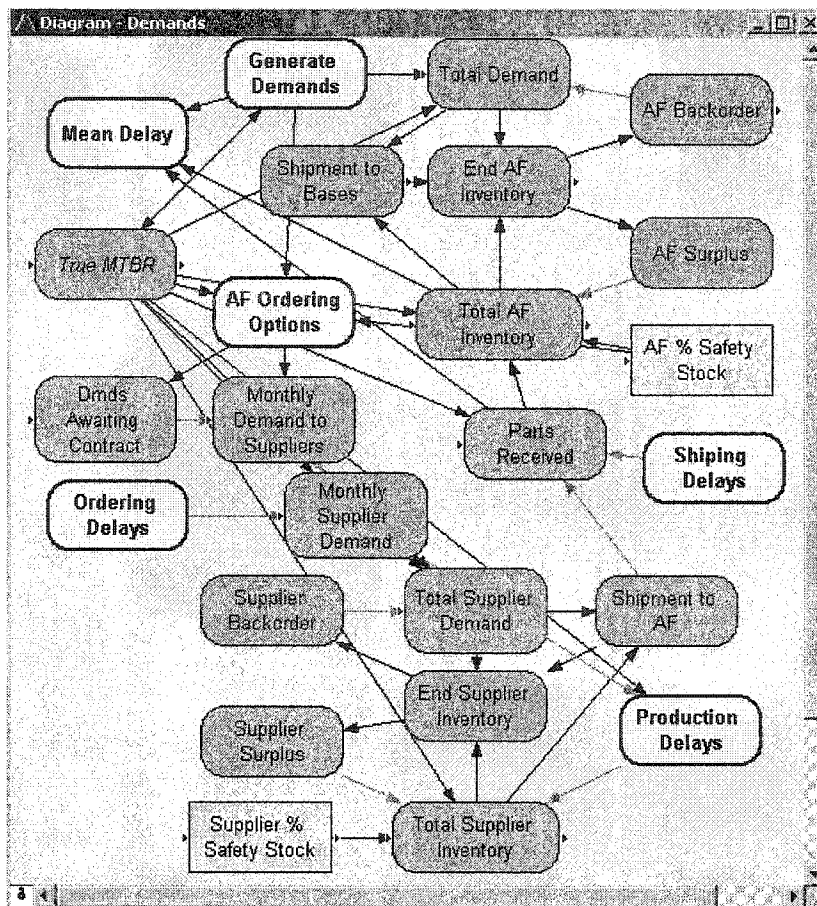 Diagram - Demands
Generate
Demands
Total Demand
AF Backorder
Mean Delay
Shipment to
Bases
End AF
Inventory
True MTBR
AF Surplus
AF Ordering
Options
Total AF
Inventory
AF % Safety
Stock
Dmds
Awaiting
Contract
Monthly
Demand to
Suppliers
Parts
Received
Shiping
Delays
Ordering
Delays
Monthly
Supplier
Demand
Supplier
Backorder
Total Supplier
Demand
Shipment to
AF
End Supplier
Inventory
Supplier
Surplus
Production
Delays
Supplier %
Safety Stock
Total Supplier
Inventory
a